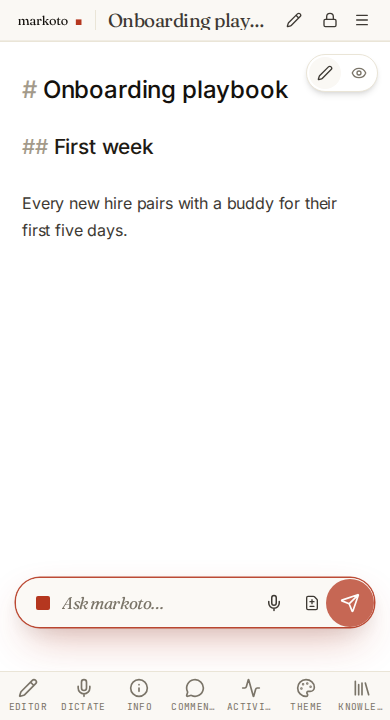 markoto
Onboarding play...
# Onboarding playbook
## First week
Every new hire pairs with a buddy for their
first five days.
Ask markoto...
EDITOR DICTATE INFO COMMEN… ACTIVI… THEME KNOWLE…